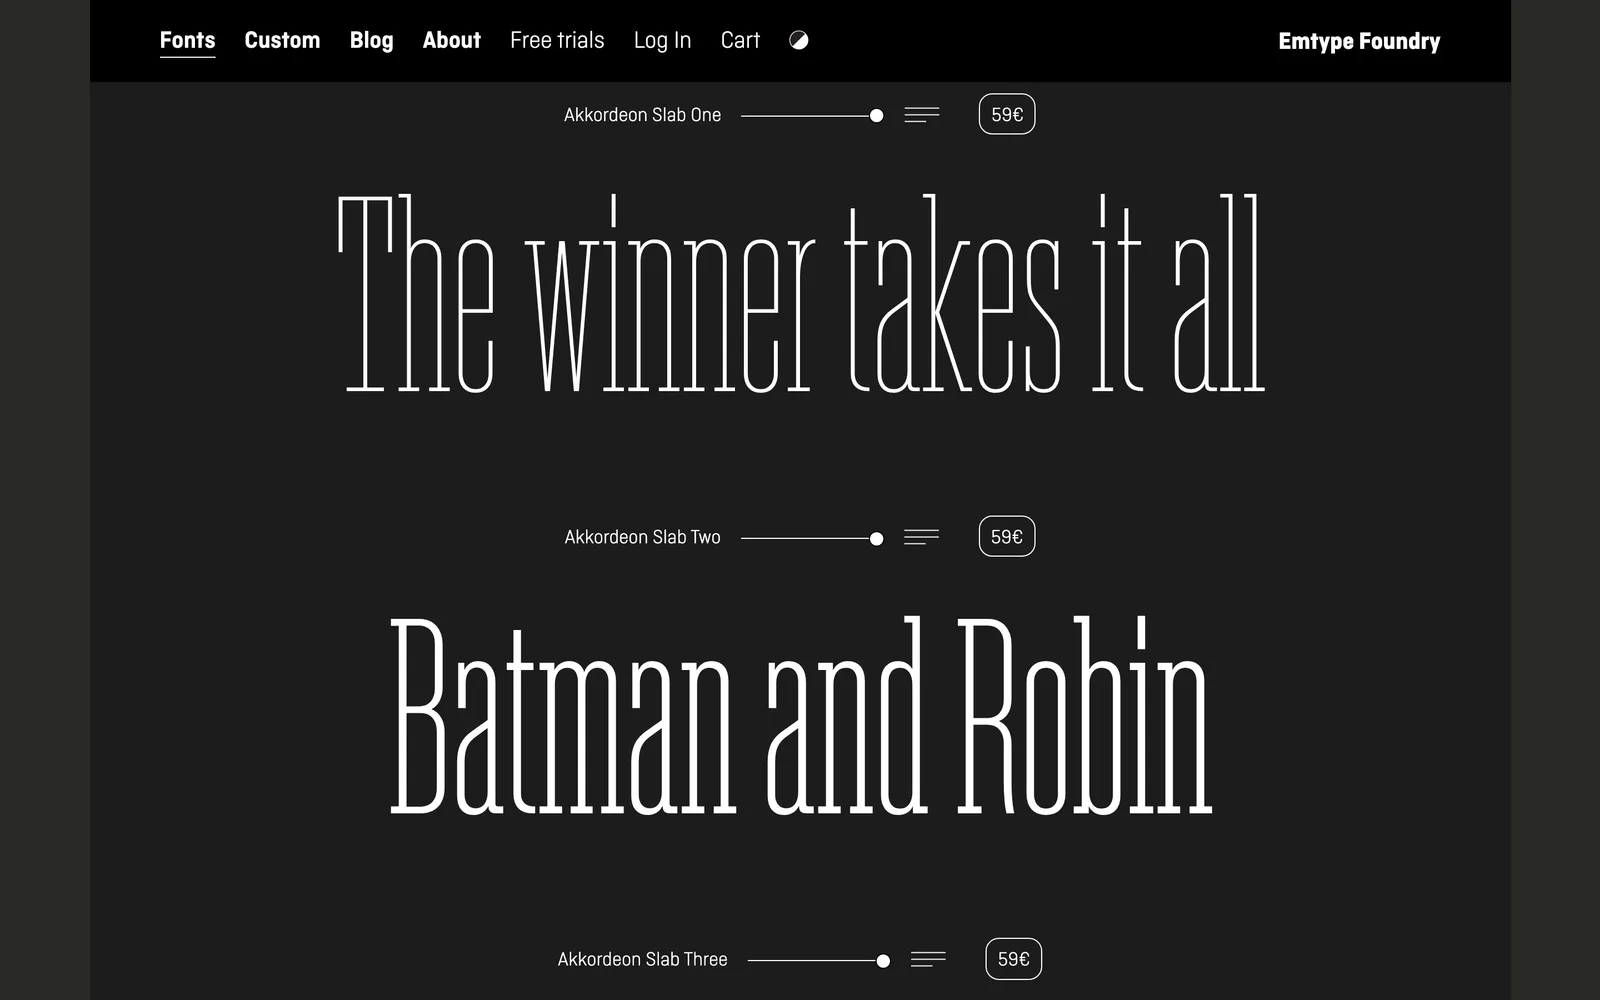 Fonts Custom Blog About Free trials Log In Cart Emtype Foundry
Akkordeon Slab One 59€
The winner takes it all
Akkordeon Slab Two 59€
Batman and Robin
Akkordeon Slab Three 59€